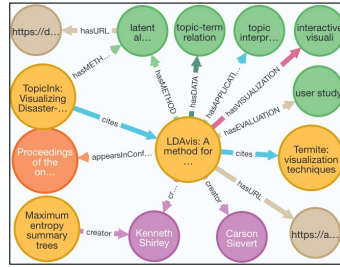 https://d...
latent
al...
topic-term
relation
topic
interpr...
interactive
visuali
hasURL
hasMETH...
hasMETHOD
hasDATA
hasAPPLICATI...
hasVISUALIZATION
hasEVALUATION
user study
TopicInk:
Visualizing
Disaster-...
cites
LDAvis: A
method for
...
cites
Termite:
visualization
techniques
Proceedings
of the
on...
appearsInConf...
hasURL
https://a...
Maximum
entropy
summary
trees
creator
cr...
creator
Kenneth
Shirley
Carson
Sievert